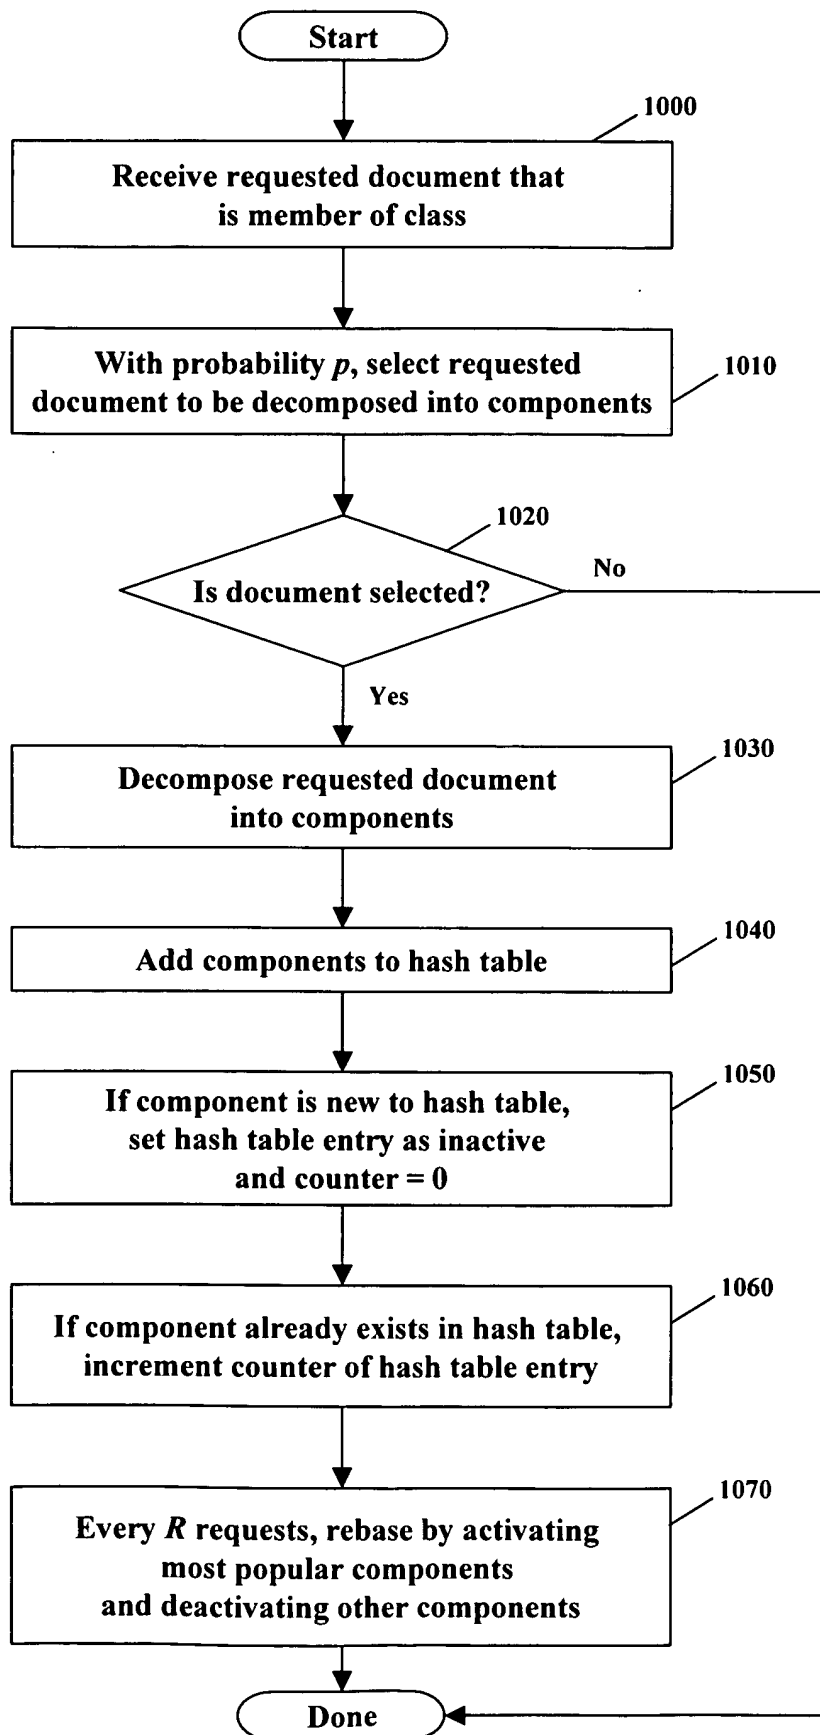 Start
1000
Receive requested document that
is member of class
With probability p, select requested
document to be decomposed into components
1010
1020
Is document selected?
No
Yes
1030
Decompose requested document
into components
1040
Add components to hash table
1050
If component is new to hash table,
set hash table entry as inactive
and counter = 0
1060
If component already exists in hash table,
increment counter of hash table entry
1070
Every R requests, rebase by activating
most popular components
and deactivating other components
Done